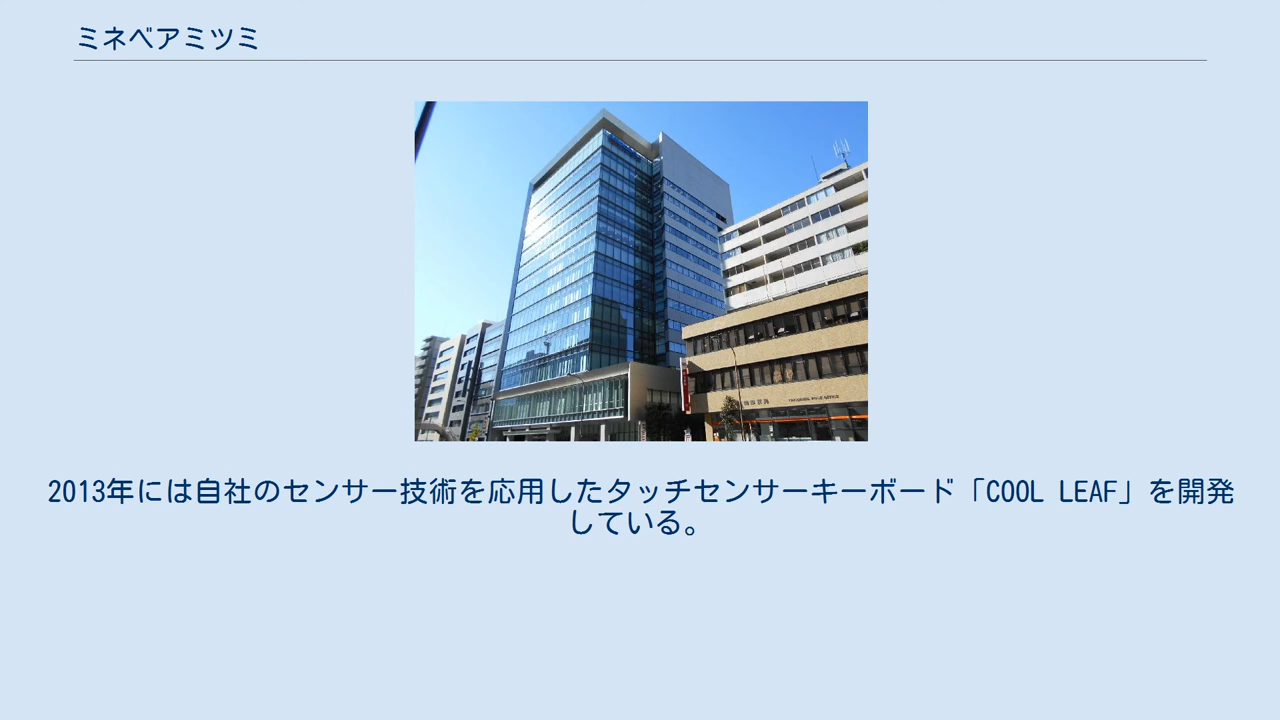 ミネベアミツミ
2013年には自社のセンサー技術を応用したタッチセンサーキーボード「COOL LEAF」を開発
している。